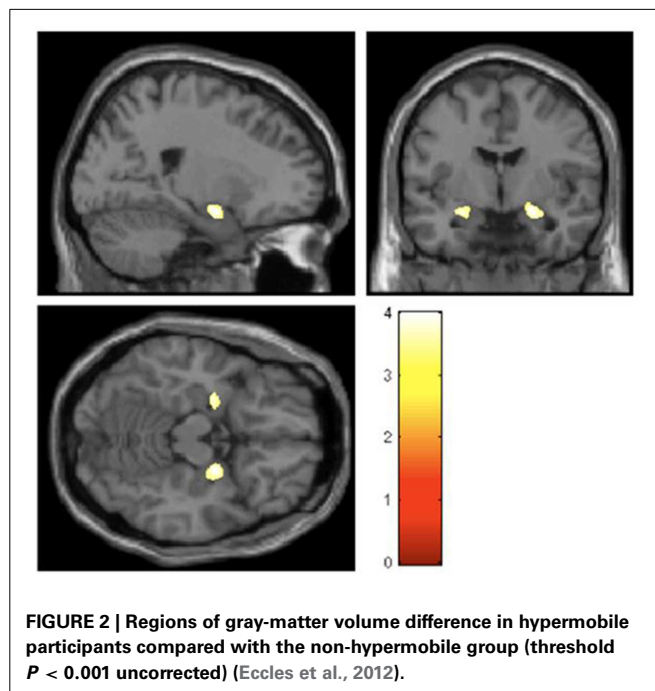 4
3
2
1
0
FIGURE 2 | Regions of gray-matter volume difference in hypermobile
participants compared with the non-hypermobile group (threshold
P < 0.001 uncorrected) (Eccles et al., 2012).